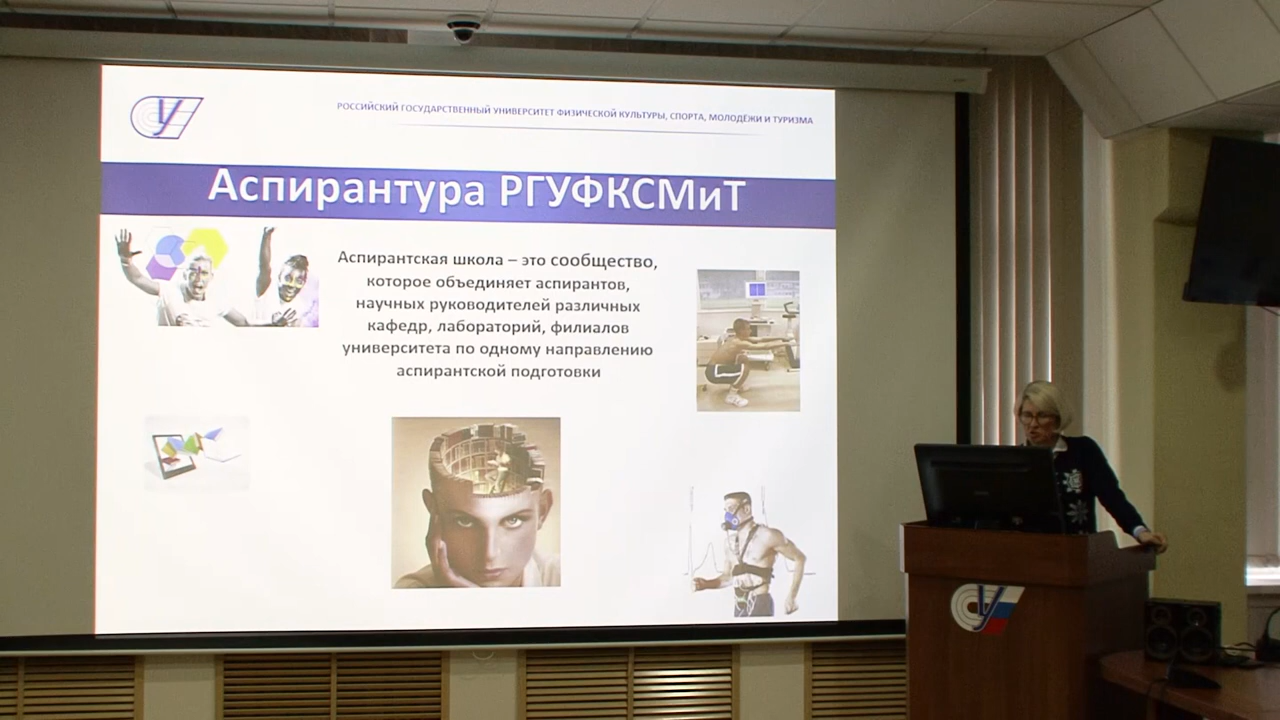 РОССИЙСКИЙ ГОСУДАРСТВЕННЫЙ УНИВЕРСИТЕТ ФИЗИЧЕСКОЙ КУЛЬТУРЫ, СПОРТА, МОЛОДЁЖИ И ТУРИЗМА
Аспирантура РГУФКСМиТ
Аспирантская школа – это сообщество,
которое объединяет аспирантов,
научных руководителей различных
кафедр, лабораторий, филиалов
университета по одному направлению
аспирантской подготовки